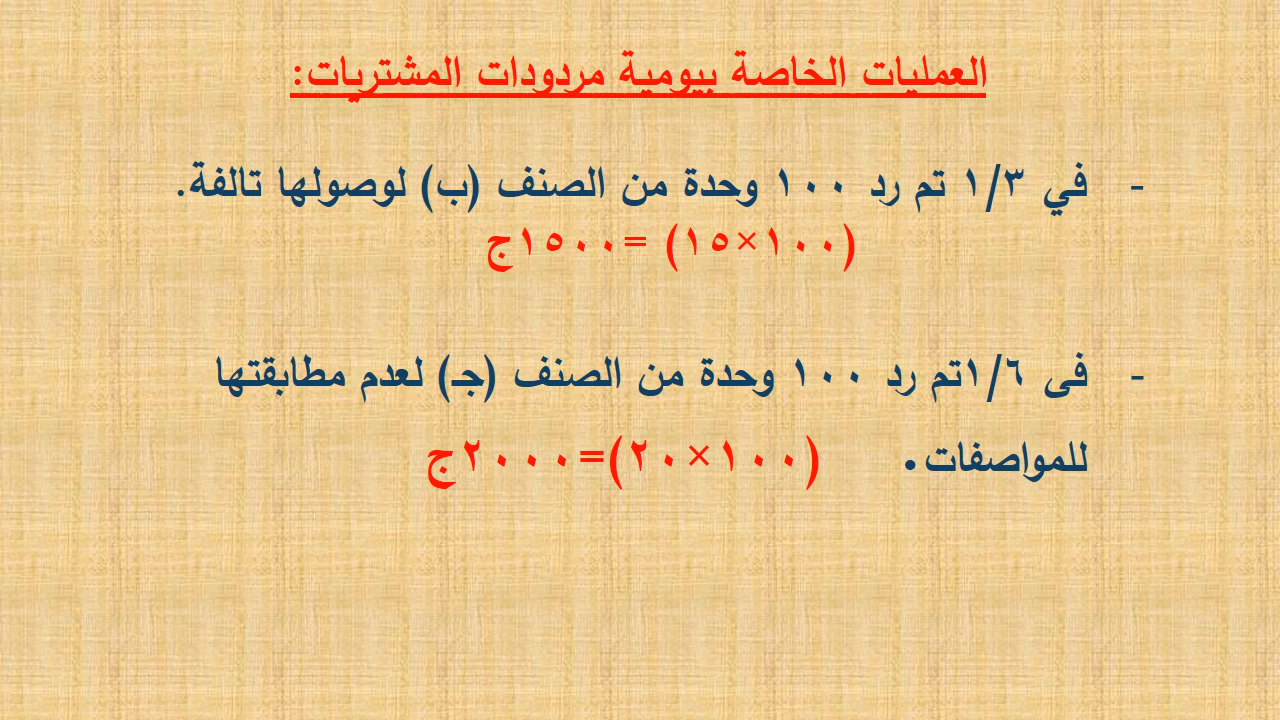 العمليات الخاصة بيومية مردودات المشتريات:
- في ١/٣ تم رد ١٠٠ وحدة من الصنف (ب) لوصولها تالفة.
(١٥×١٠٠) =١٥٠٠ج
- فى ١/٦تم رد ١٠٠ وحدة من الصنف (جـ) لعدم مطابقتها
للمواصفات. (٢٠×١٠٠)=٢٠٠٠ج